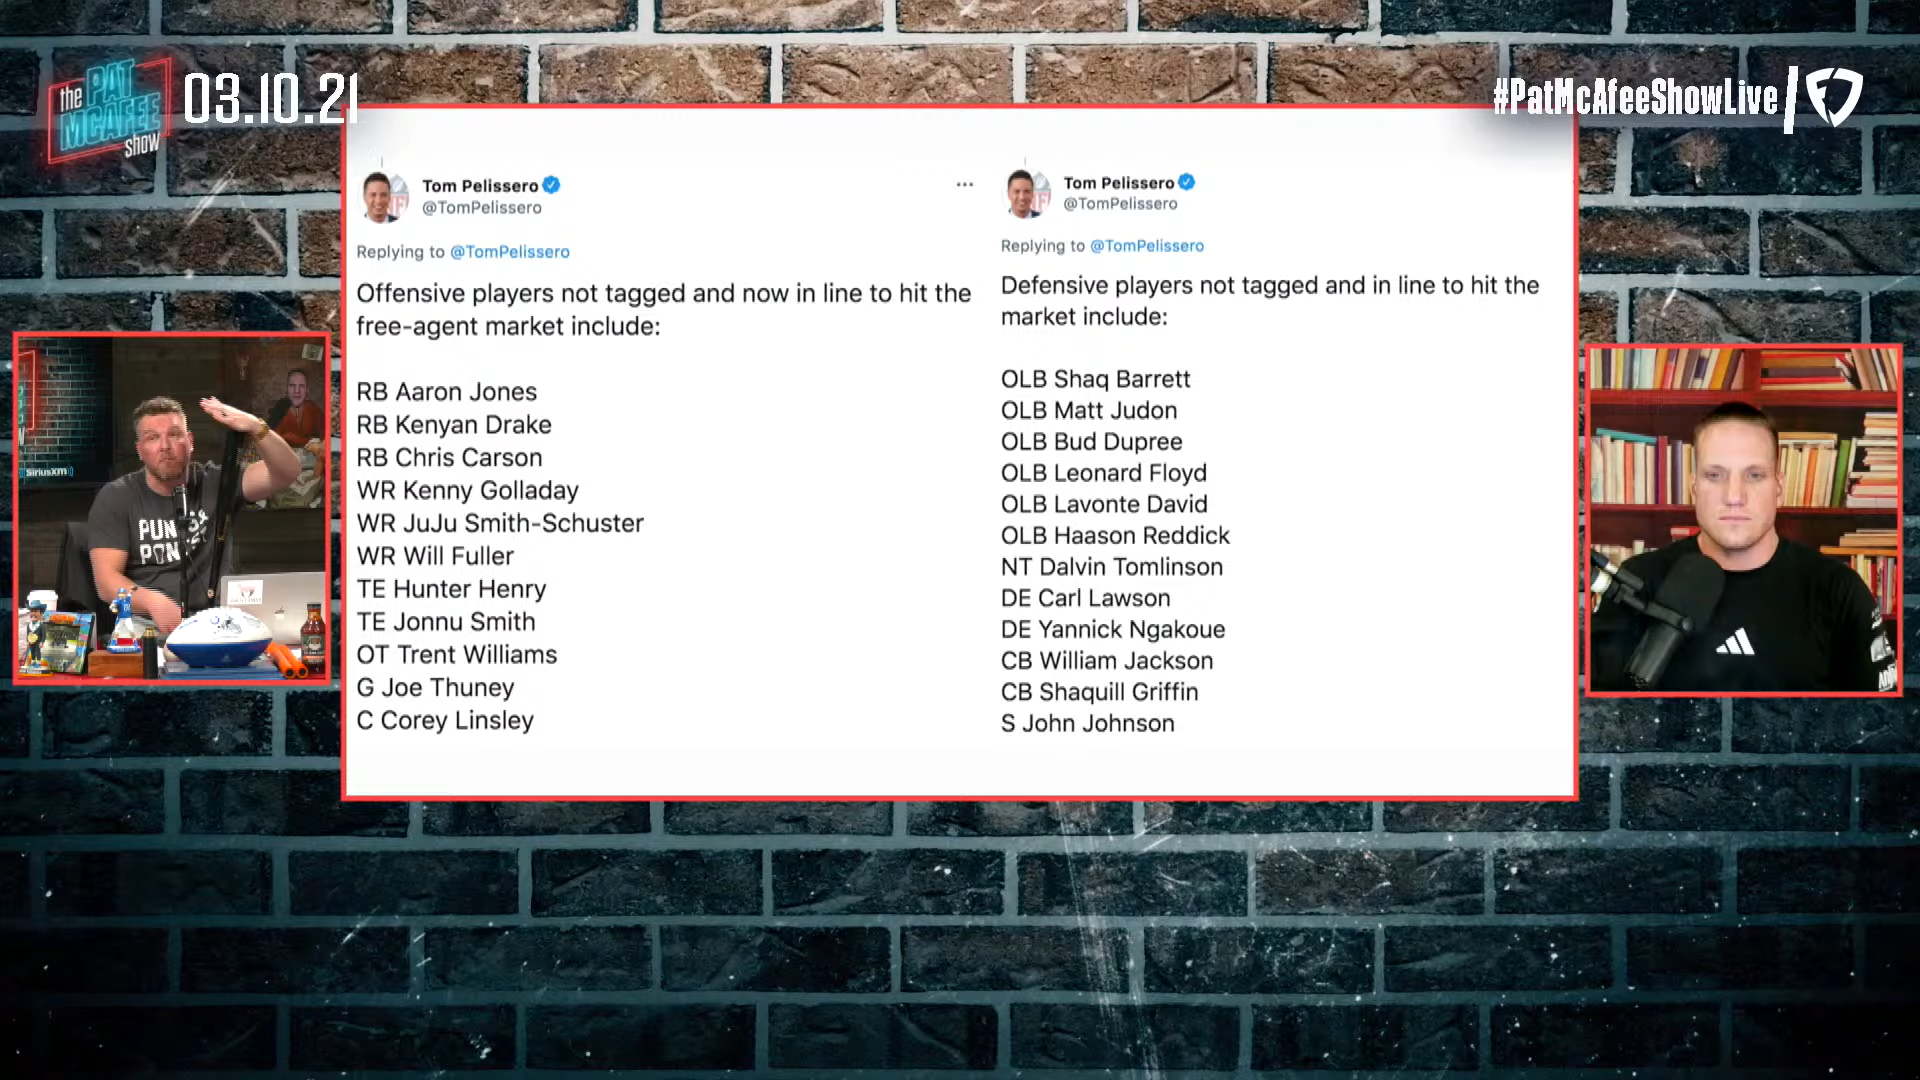 the PAT MCAFEE show
03.10.21
#PatMcAfeeShowLive
Tom Pelissero
@TomPelissero
Replying to @TomPelissero
Offensive players not tagged and now in line to hit the
free-agent market include:
RB Aaron Jones
RB Kenyan Drake
RB Chris Carson
WR Kenny Golladay
WR JuJu Smith-Schuster
WR Will Fuller
TE Hunter Henry
TE Jonnu Smith
OT Trent Williams
G Joe Thuney
C Corey Linsley
Tom Pelissero
@TomPelissero
Replying to @TomPelissero
Defensive players not tagged and in line to hit the
market include:
OLB Shaq Barrett
OLB Matt Judon
OLB Bud Dupree
OLB Leonard Floyd
OLB Lavonte David
OLB Haason Reddick
NT Dalvin Tomlinson
DE Carl Lawson
DE Yannick Ngakoue
CB William Jackson
CB Shaquill Griffin
S John Johnson
SiriusXM